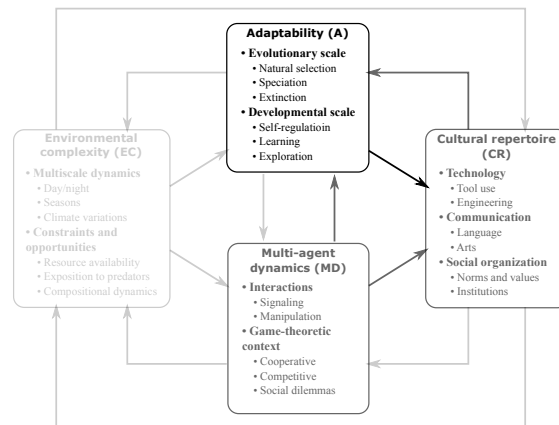 Adaptability (A)
• Evolutionary scale
• Natural selection
• Speciation
• Extinction
• Developmental scale
• Self-regulatioin
• Learning
• Exploration
Environmental
complexity (EC)
• Multiscale dynamics
• Day/night
• Seasons
• Climate variations
• Constraints and
opportunities
• Resource availability
• Exposition to predators
• Compositional dynamics
Cultural repertoire
(CR)
• Technology
• Tool use
• Engineering
• Communication
• Language
• Arts
• Social organization
• Norms and values
• Institutions
Multi-agent
dynamics (MD)
• Interactions
• Signaling
• Manipulation
• Game-theoretic
context
• Cooperative
• Competitive
• Social dilemmas